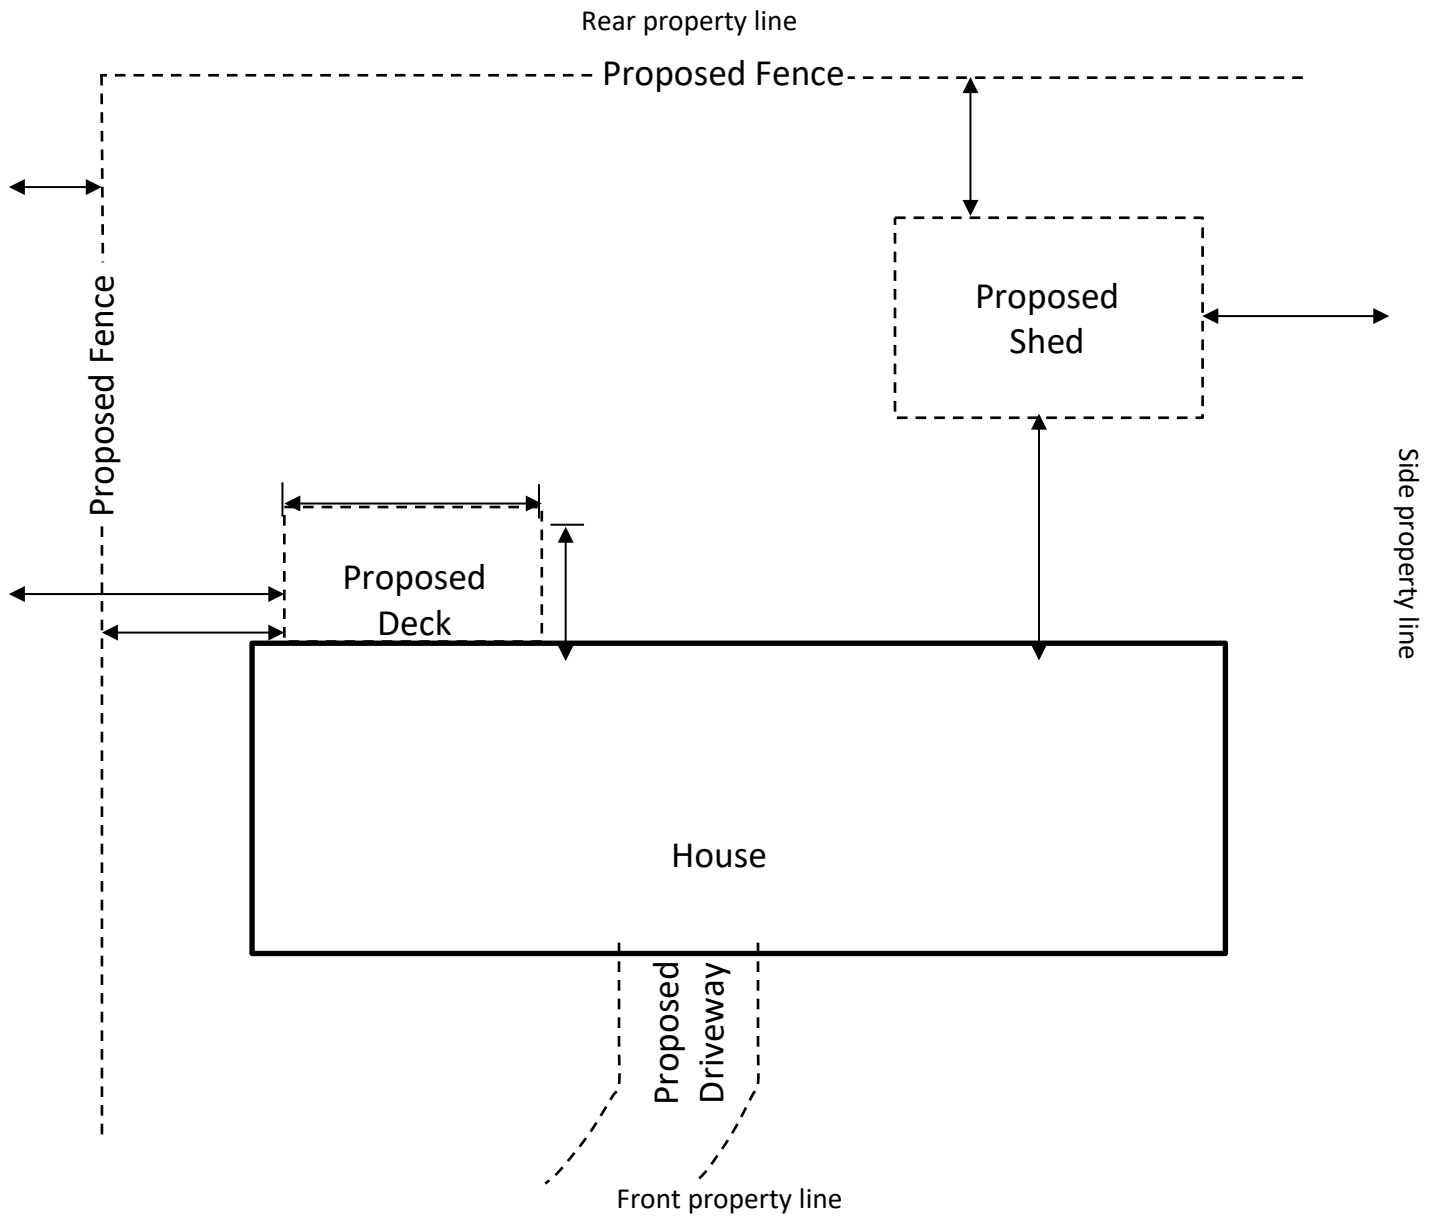 Rear property line
Proposed Fence
Proposed Fence
Proposed
Shed
Side property line
Proposed
Deck
House
Proposed
Driveway
Front property line